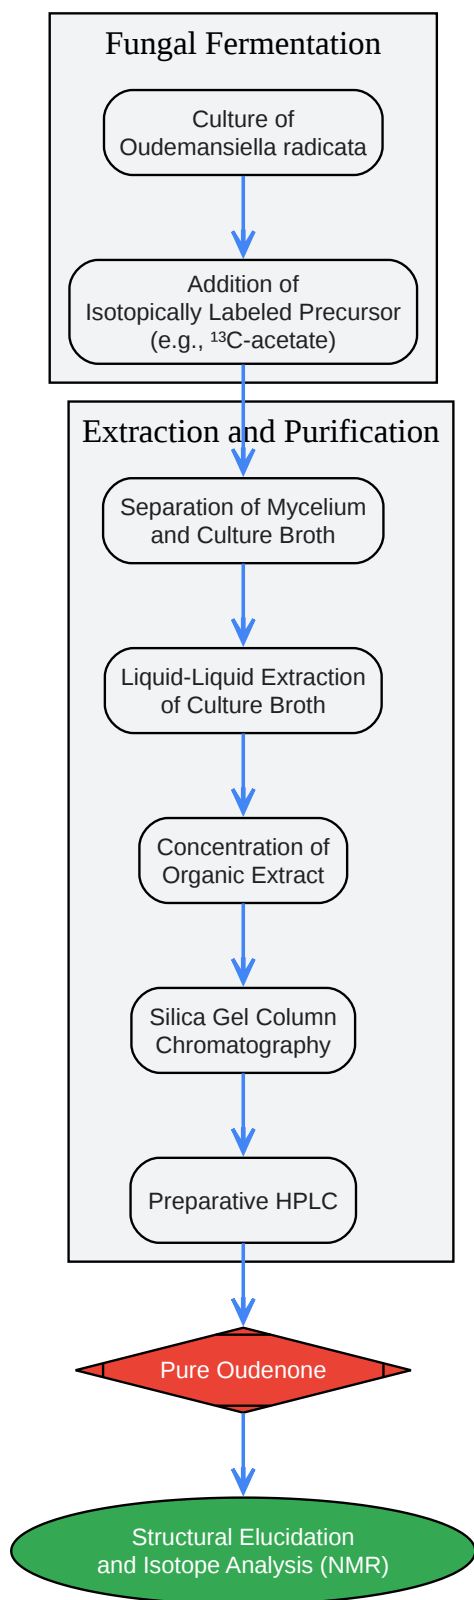 Fungal Fermentation
Culture of
Oudemansiella radicata
Addition of
Isotopically Labeled Precursor
(e.g., ¹³C-acetate)
Extraction and Purification
Separation of Mycelium
and Culture Broth
Liquid-Liquid Extraction
of Culture Broth
Concentration of
Organic Extract
Silica Gel Column
Chromatography
Preparative HPLC
Pure Oudenone
Structural Elucidation
and Isotope Analysis (NMR)